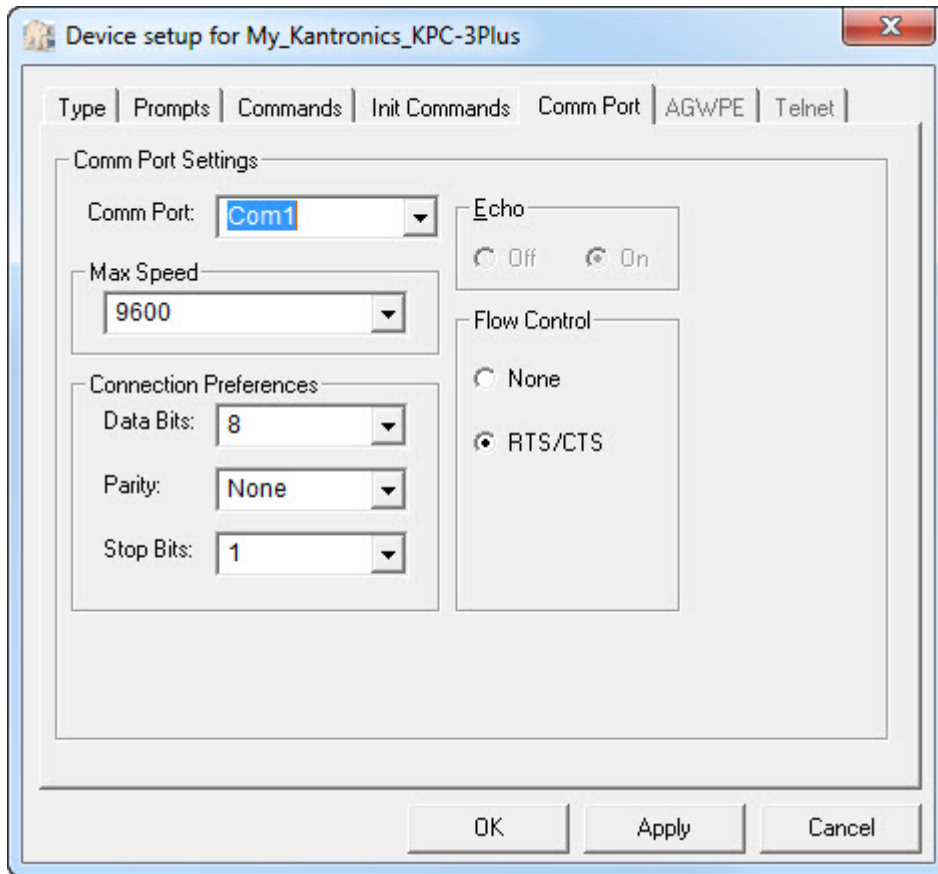 Device setup for My_Kantronics_KPC-3Plus
Type Prompts Commands Init Commands Comm Port AGWPE Telnet
Comm Port Settings
Comm Port: Com1
Echo
Off On
Max Speed
9600
Flow Control
None
RTS/CTS
Connection Preferences
Data Bits: 8
Parity: None
Stop Bits: 1
OK Apply Cancel